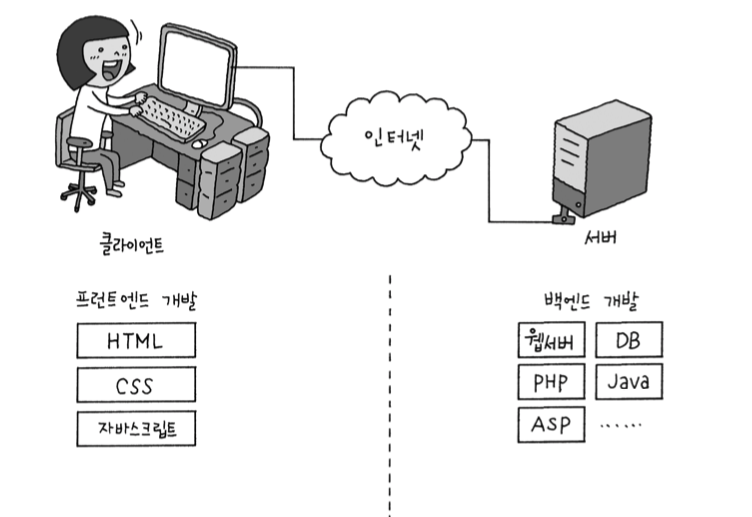 인터넷
클라이언트
서버
프런트엔드 개발
HTML
CSS
자바스크립트
백엔드 개발
웹서버 DB
PHP Java
ASP ······